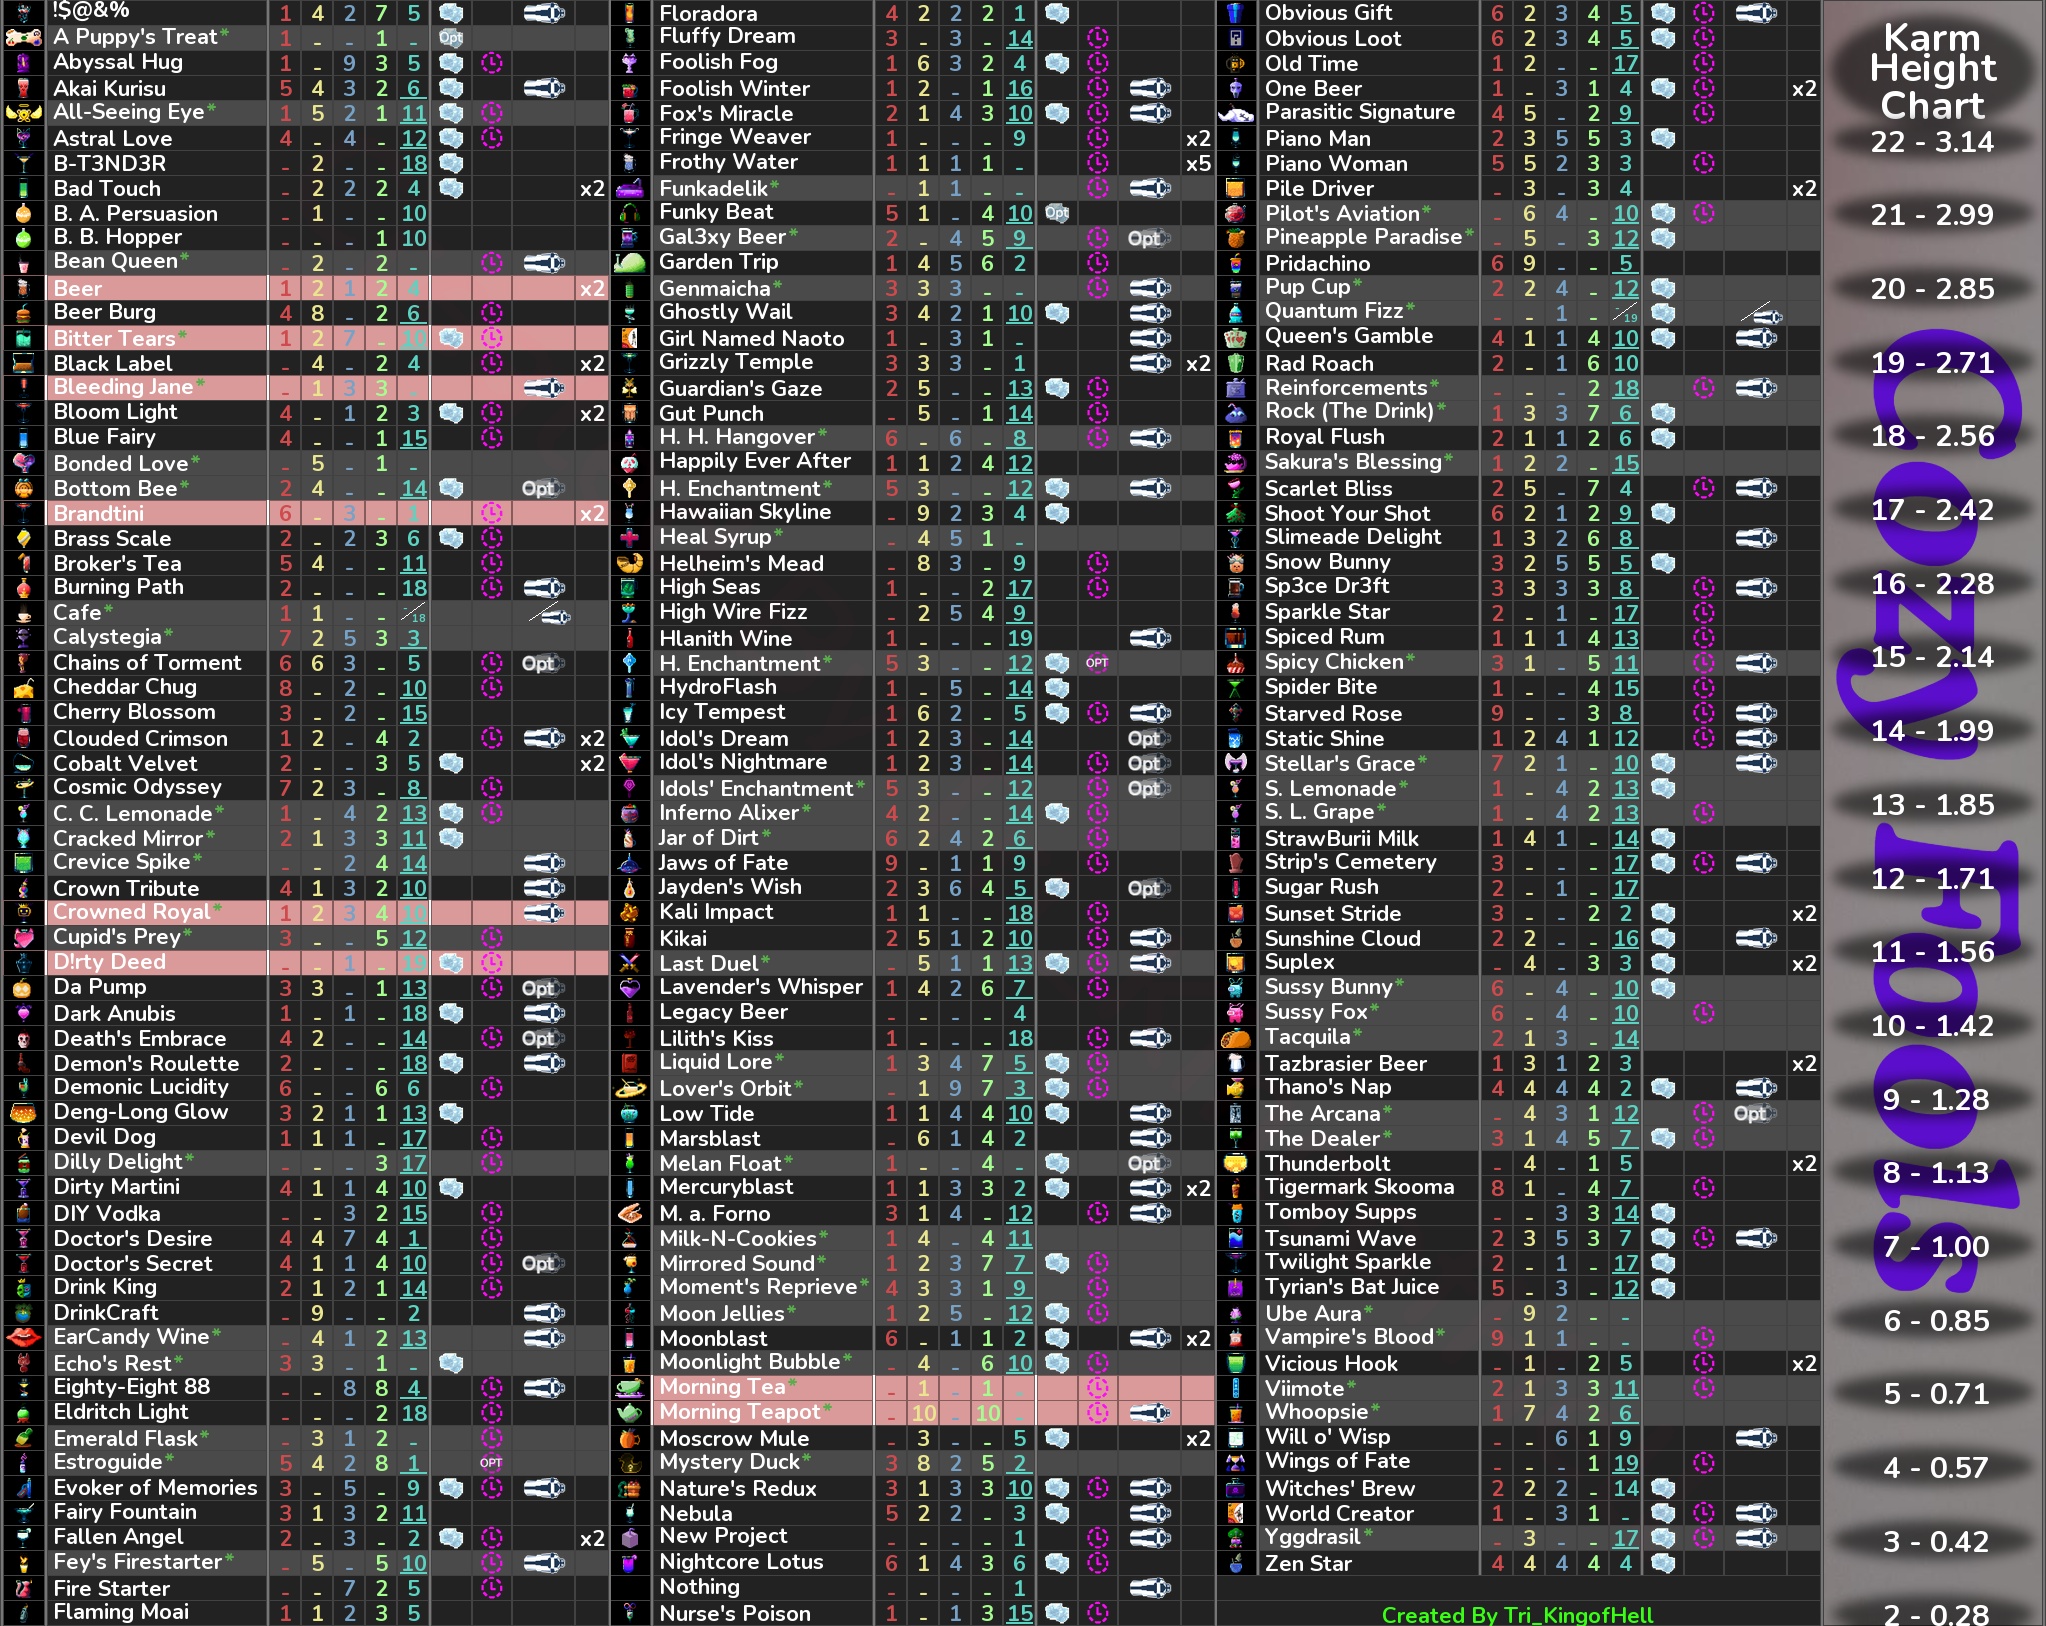 !$@&% 1 4 2 7 5
A Puppy's Treat* 1 - - 1 - Opt
Abyssal Hug 1 - 9 3 5
Akai Kurisu 5 4 3 2 6
All-Seeing Eye* 1 5 2 1 11
Astral Love 4 - 4 - 12
B-T3ND3R - 2 - - 18
Bad Touch - 2 2 2 4 x2
B. A. Persuasion - 1 - - 10
B. B. Hopper - - - 1 10
Bean Queen* - 2 - 2 -
Beer 1 2 1 2 4 x2
Beer Burg 4 8 - 2 6
Bitter Tears* 1 2 7 - 10
Black Label - 4 - 2 4 x2
Bleeding Jane* - 1 3 3 -
Bloom Light 4 - 1 2 3 x2
Blue Fairy 4 - - 1 15
Bonded Love* - 5 - 1 -
Bottom Bee* 2 4 - - 14 Opt
Brandtini 6 - 3 - 1 x2
Brass Scale 2 - 2 3 6
Broker's Tea 5 4 - - 11
Burning Path 2 - - - 18
Cafe* 1 1 - - -/18
Calystegia* 7 2 5 3 3
Chains of Torment 6 6 3 - 5 Opt
Cheddar Chug 8 - 2 - 10
Cherry Blossom 3 - 2 - 15
Clouded Crimson 1 2 - 4 2 x2
Cobalt Velvet 2 - - 3 5 x2
Cosmic Odyssey 7 2 3 - 8
C. C. Lemonade* 1 - 4 2 13
Cracked Mirror* 2 1 3 3 11
Crevice Spike* - - 2 4 14
Crown Tribute 4 1 3 2 10
Crowned Royal* 1 2 3 4 10
Cupid's Prey* 3 - - 5 12
D!rty Deed - - 1 - 19
Da Pump 3 3 - 1 13 Opt
Dark Anubis 1 - 1 - 18
Death's Embrace 4 2 - - 14 Opt
Demon's Roulette 2 - - - 18
Demonic Lucidity 6 - - 6 6
Deng-Long Glow 3 2 1 1 13
Devil Dog 1 1 1 - 17
Dilly Delight* - - - 3 17
Dirty Martini 4 1 1 4 10
DIY Vodka - - 3 2 15
Doctor's Desire 4 4 7 4 1
Doctor's Secret 4 1 1 4 10 Opt
Drink King 2 1 2 1 14
DrinkCraft - 9 - - 2
EarCandy Wine* - 4 1 2 13
Echo's Rest* 3 3 - 1 -
Eighty-Eight 88 - - 8 8 4
Eldritch Light - - - 2 18
Emerald Flask* - 3 1 2 -
Estroguide* 5 4 2 8 1 OPT
Evoker of Memories 3 - 5 - 9
Fairy Fountain 3 1 3 2 11
Fallen Angel 2 - 3 - 2 x2
Fey's Firestarter* - 5 - 5 10
Fire Starter - - 7 2 5
Flaming Moai 1 1 2 3 5
Floradora 4 2 2 2 1
Fluffy Dream 3 - 3 - 14
Foolish Fog 1 6 3 2 4
Foolish Winter 1 2 - 1 16
Fox's Miracle 2 1 4 3 10
Fringe Weaver 1 - - - 9 x2
Frothy Water 1 1 1 1 - x5
Funkadelik* - 1 1 - -
Funky Beat 5 1 - 4 10 Opt
Gal3xy Beer* 2 - 4 5 9 Opt
Garden Trip 1 4 5 6 2
Genmaicha* 3 3 3 - -
Ghostly Wail 3 4 2 1 10
Girl Named Naoto 1 - 3 1 -
Grizzly Temple 3 3 3 - 1 x2
Guardian's Gaze 2 5 - - 13
Gut Punch - 5 - 1 14
H. H. Hangover* 6 - 6 - 8
Happily Ever After 1 1 2 4 12
H. Enchantment* 5 3 - - 12
Hawaiian Skyline - 9 2 3 4
Heal Syrup* - 4 5 1 -
Helheim's Mead - 8 3 - 9
High Seas 1 - - 2 17
High Wire Fizz - 2 5 4 9
Hlanith Wine 1 - - - 19
H. Enchantment* 5 3 - - 12 OPT
HydroFlash 1 - 5 - 14
Icy Tempest 1 6 2 - 5
Idol's Dream 1 2 3 - 14 Opt
Idol's Nightmare 1 2 3 - 14 Opt
Idols' Enchantment* 5 3 - - 12 Opt
Inferno Alixer* 4 2 - - 14
Jar of Dirt* 6 2 4 2 6
Jaws of Fate 9 - 1 1 9
Jayden's Wish 2 3 6 4 5 Opt
Kali Impact 1 1 - - 18
Kikai 2 5 1 2 10
Last Duel* - 5 1 1 13
Lavender's Whisper 1 4 2 6 7
Legacy Beer - - - - 4
Lilith's Kiss 1 - - - 18
Liquid Lore* 1 3 4 7 5
Lover's Orbit* - 1 9 7 3
Low Tide 1 1 4 4 10
Marsblast - 6 1 4 2
Melan Float* 1 - - 4 - Opt
Mercuryblast 1 1 3 3 2 x2
M. a. Forno 3 1 4 - 12
Milk-N-Cookies* 1 4 - 4 11
Mirrored Sound* 1 2 3 7 7
Moment's Reprieve* 4 3 3 1 9
Moon Jellies* 1 2 5 - 12
Moonblast 6 - 1 1 2 x2
Moonlight Bubble* - 4 - 6 10
Morning Tea* - 1 - 1 -
Morning Teapot* - 10 - 10 -
Moscrow Mule - 3 - - 5 x2
Mystery Duck* 3 8 2 5 2
Nature's Redux 3 1 3 3 10
Nebula 5 2 2 - 3
New Project - - - - 1
Nightcore Lotus 6 1 4 3 6
Nothing - - - - 1
Nurse's Poison 1 - 1 3 15
Obvious Gift 6 2 3 4 5
Obvious Loot 6 2 3 4 5
Old Time 1 2 - - 17
One Beer 1 - 3 1 4 x2
Parasitic Signature 4 5 - 2 9
Piano Man 2 3 5 5 3
Piano Woman 5 5 2 3 3
Pile Driver - 3 - 3 4 x2
Pilot's Aviation* - 6 4 - 10
Pineapple Paradise* - 5 - 3 12
Pridachino 6 9 - - 5
Pup Cup* 2 2 4 - 12
Quantum Fizz* - - 1 - -/19
Queen's Gamble 4 1 1 4 10
Rad Roach 2 - 1 6 10
Reinforcements* - - - 2 18
Rock (The Drink)* 1 3 3 7 6
Royal Flush 2 1 1 2 6
Sakura's Blessing* 1 2 2 - 15
Scarlet Bliss 2 5 - 7 4
Shoot Your Shot 6 2 1 2 9
Slimeade Delight 1 3 2 6 8
Snow Bunny 3 2 5 5 5
Sp3ce Dr3ft 3 3 3 3 8
Sparkle Star 2 - 1 - 17
Spiced Rum 1 1 1 4 13
Spicy Chicken* 3 1 - 5 11
Spider Bite 1 - - 4 15
Starved Rose 9 - - 3 8
Static Shine 1 2 4 1 12
Stellar's Grace* 7 2 1 - 10
S. Lemonade* 1 - 4 2 13
S. L. Grape* 1 - 4 2 13
StrawBurii Milk 1 4 1 - 14
Strip's Cemetery 3 - - - 17
Sugar Rush 2 - 1 - 17
Sunset Stride 3 - - 2 2 x2
Sunshine Cloud 2 2 - - 16
Suplex - 4 - 3 3 x2
Sussy Bunny* 6 - 4 - 10
Sussy Fox* 6 - 4 - 10
Tacquila* 2 1 3 - 14
Tazbrasier Beer 1 3 1 2 3 x2
Thano's Nap 4 4 4 4 2
The Arcana* - 4 3 1 12 Opt
The Dealer* 3 1 4 5 7
Thunderbolt - 4 - 1 5 x2
Tigermark Skooma 8 1 - 4 7
Tomboy Supps - - 3 3 14
Tsunami Wave 2 3 5 3 7
Twilight Sparkle 2 - 1 - 17
Tyrian's Bat Juice 5 - 3 - 12
Ube Aura* - 9 2 - -
Vampire's Blood* 9 1 1 - -
Vicious Hook - 1 - 2 5 x2
Viimote* 2 1 3 3 11
Whoopsie* 1 7 4 2 6
Will o' Wisp - - 6 1 9
Wings of Fate - - - 1 19
Witches' Brew 2 2 2 - 14
World Creator 1 - 3 1 -
Yggdrasil* - 3 - - 17
Zen Star 4 4 4 4 4
Created By Tri_KingofHell
Karm
Height
Chart
22 - 3.14
21 - 2.99
20 - 2.85
19 - 2.71
18 - 2.56
17 - 2.42
16 - 2.28
15 - 2.14
14 - 1.99
13 - 1.85
12 - 1.71
11 - 1.56
10 - 1.42
9 - 1.28
8 - 1.13
7 - 1.00
6 - 0.85
5 - 0.71
4 - 0.57
3 - 0.42
2 - 0.28
Cozy Fools